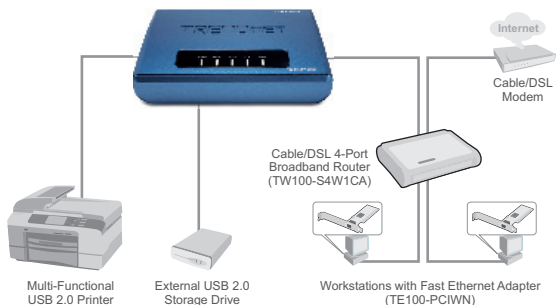 TRENDNET
Internet
Cable/DSL
Modem
Cable/DSL 4-Port
Broadband Router
(TW100-S4W1CA)
Multi-Functional
USB 2.0 Printer
External USB 2.0
Storage Drive
Workstations with Fast Ethernet Adapter
(TE100-PCIWN)